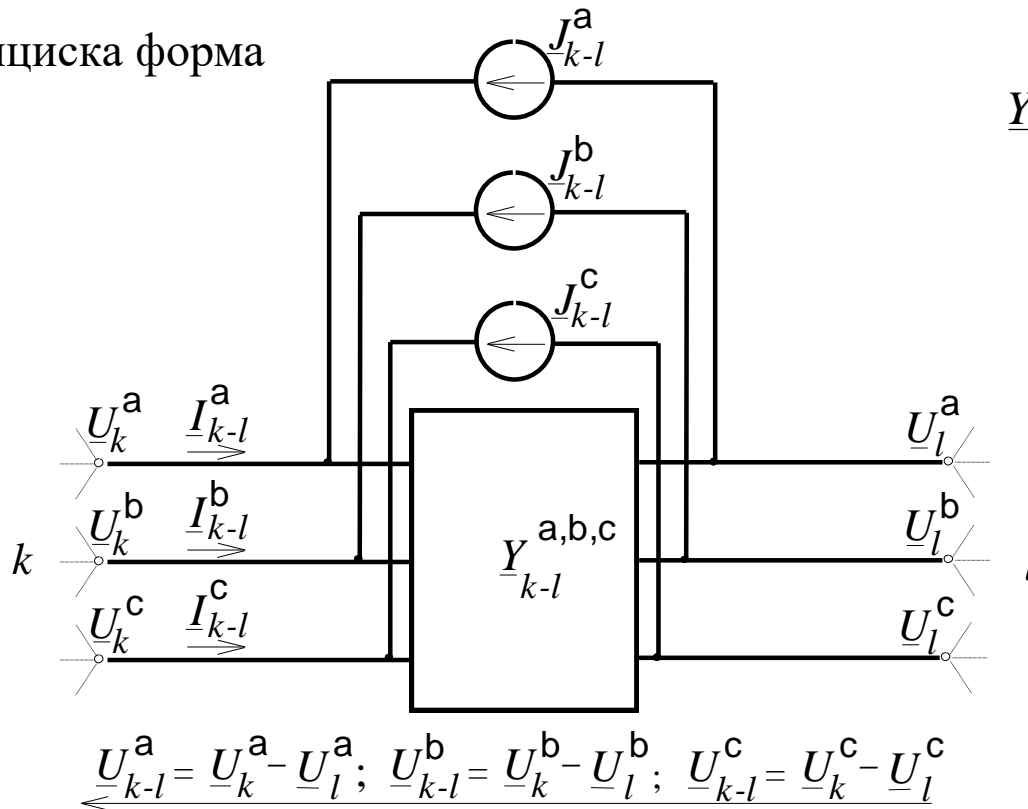 циска форма
J^a_{k-l}
Y
J^b_{k-l}
J^c_{k-l}
U^a_k I^a_{k-l} U^a_l
U^b_k I^b_{k-l} U^b_l
k Y^{a,b,c}_{k-l}
U^c_k I^c_{k-l} U^c_l
U^a_{k-l} = U^a_k - U^a_l; U^b_{k-l} = U^b_k - U^b_l; U^c_{k-l} = U^c_k - U^c_l